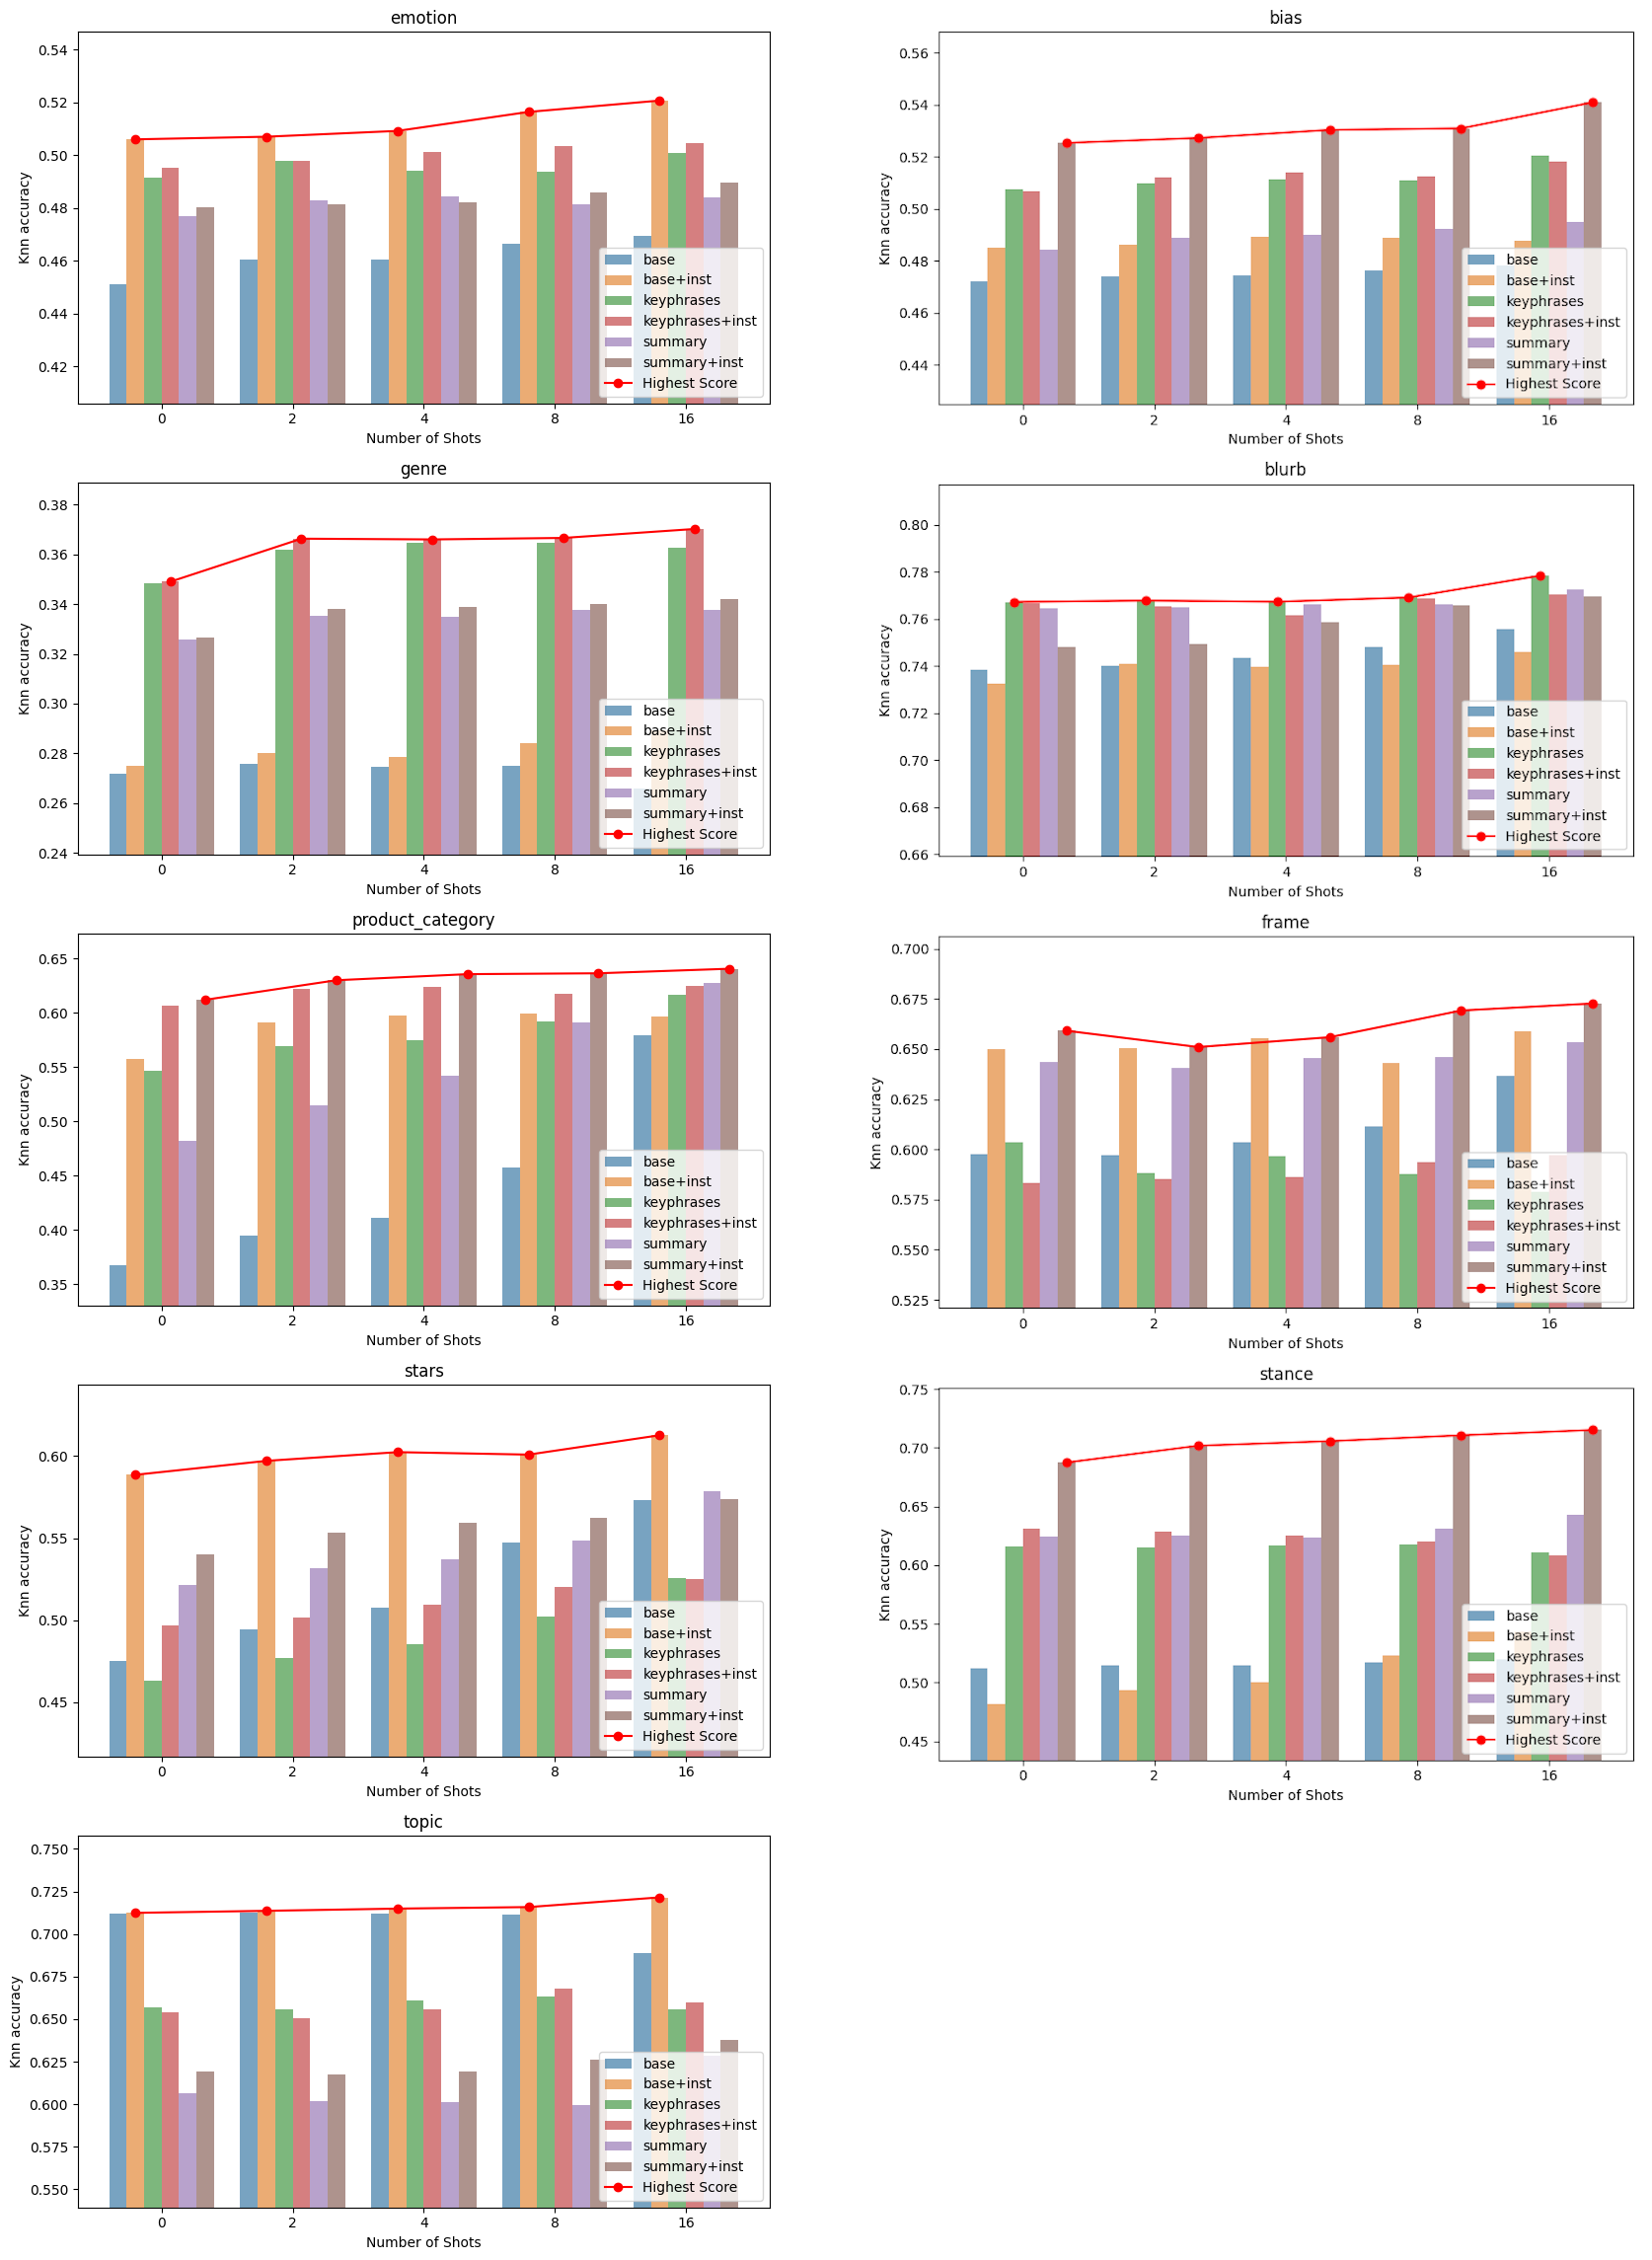 emotion
0.54
0.52
0.50
0.48
0.46
0.44
0.42
Knn accuracy
base
base+inst
keyphrases
keyphrases+inst
summary
summary+inst
Highest Score
0 2 4 8 16
Number of Shots
bias
0.56
0.54
0.52
0.50
0.48
0.46
0.44
Knn accuracy
base
base+inst
keyphrases
keyphrases+inst
summary
summary+inst
Highest Score
0 2 4 8 16
Number of Shots
genre
0.38
0.36
0.34
0.32
0.30
0.28
0.26
0.24
Knn accuracy
base
base+inst
keyphrases
keyphrases+inst
summary
summary+inst
Highest Score
0 2 4 8 16
Number of Shots
blurb
0.80
0.78
0.76
0.74
0.72
0.70
0.68
0.66
Knn accuracy
base
base+inst
keyphrases
keyphrases+inst
summary
summary+inst
Highest Score
0 2 4 8 16
Number of Shots
product_category
0.65
0.60
0.55
0.50
0.45
0.40
0.35
Knn accuracy
base
base+inst
keyphrases
keyphrases+inst
summary
summary+inst
Highest Score
0 2 4 8 16
Number of Shots
frame
0.700
0.675
0.650
0.625
0.600
0.575
0.550
0.525
Knn accuracy
base
base+inst
keyphrases
keyphrases+inst
summary
summary+inst
Highest Score
0 2 4 8 16
Number of Shots
stars
0.60
0.55
0.50
0.45
Knn accuracy
base
base+inst
keyphrases
keyphrases+inst
summary
summary+inst
Highest Score
0 2 4 8 16
Number of Shots
stance
0.75
0.70
0.65
0.60
0.55
0.50
0.45
Knn accuracy
base
base+inst
keyphrases
keyphrases+inst
summary
summary+inst
Highest Score
0 2 4 8 16
Number of Shots
topic
0.750
0.725
0.700
0.675
0.650
0.625
0.600
0.575
0.550
Knn accuracy
base
base+inst
keyphrases
keyphrases+inst
summary
summary+inst
Highest Score
0 2 4 8 16
Number of Shots